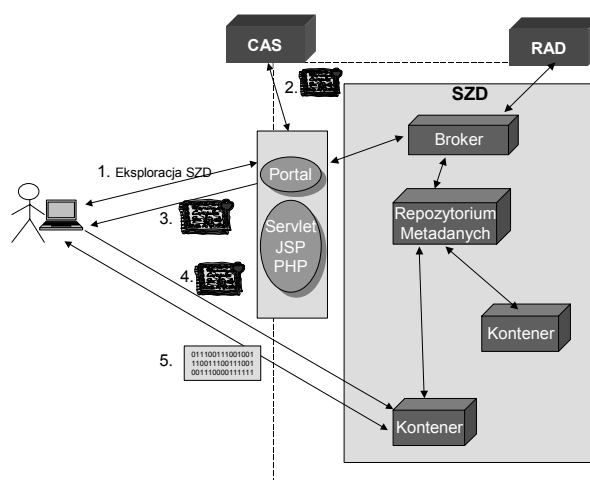 CAS
RAD
2.
SZD
Broker
1. Eksploracja SZD
Portal
3.
Repozytorium
Metadanych
Servlet
JSP
PHP
4.
Kontener
5.
011100111001001
110011100111001
001110000111111
Kontener